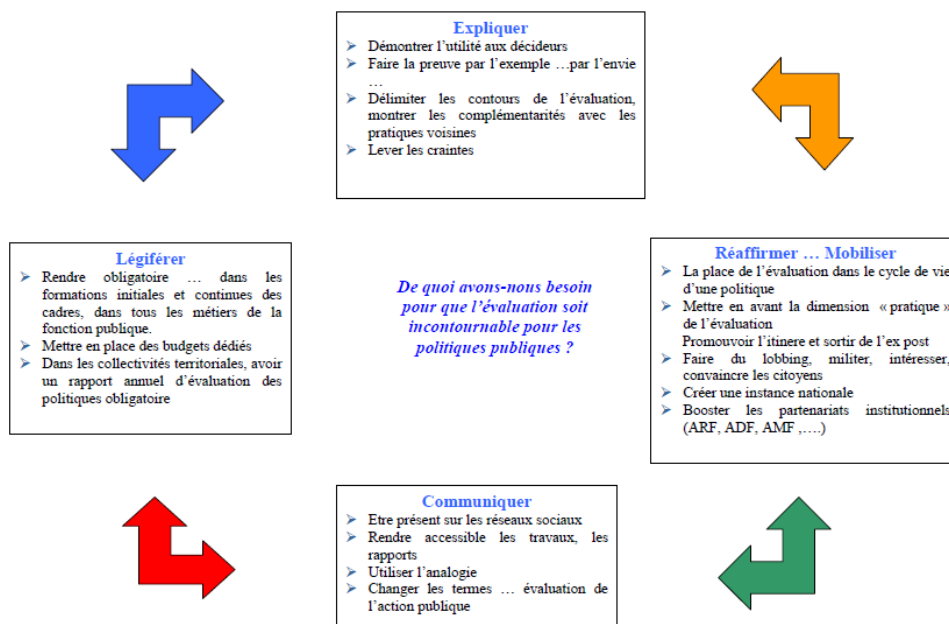 Expliquer
➢ Démontrer l’utilité aux décideurs
➢ Faire la preuve par l’exemple …par l’envie
…
➢ Délimiter les contours de l’évaluation,
montrer les complémentarités avec les
pratiques voisines
➢ Lever les craintes
Légiférer
➢ Rendre obligatoire … dans les
formations initiales et continues des
cadres, dans tous les métiers de la
fonction publique.
➢ Mettre en place des budgets dédiés
➢ Dans les collectivités territoriales, avoir
un rapport annuel d’évaluation des
politiques obligatoire
De quoi avons-nous besoin
pour que l’évaluation soit
incontournable pour les
politiques publiques ?
Réaffirmer … Mobiliser
➢ La place de l’évaluation dans le cycle de vie
d’une politique
➢ Mettre en avant la dimension « pratique »
de l’évaluation
Promouvoir l’itinere et sortir de l’ex post
➢ Faire du lobbing, militer, intéresser,
convaincre les citoyens
➢ Créer une instance nationale
➢ Booster les partenariats institutionnels
(ARF, ADF, AMF ,….)
Communiquer
➢ Etre présent sur les réseaux sociaux
➢ Rendre accessible les travaux, les
rapports
➢ Utiliser l’analogie
➢ Changer les termes … évaluation de
l’action publique